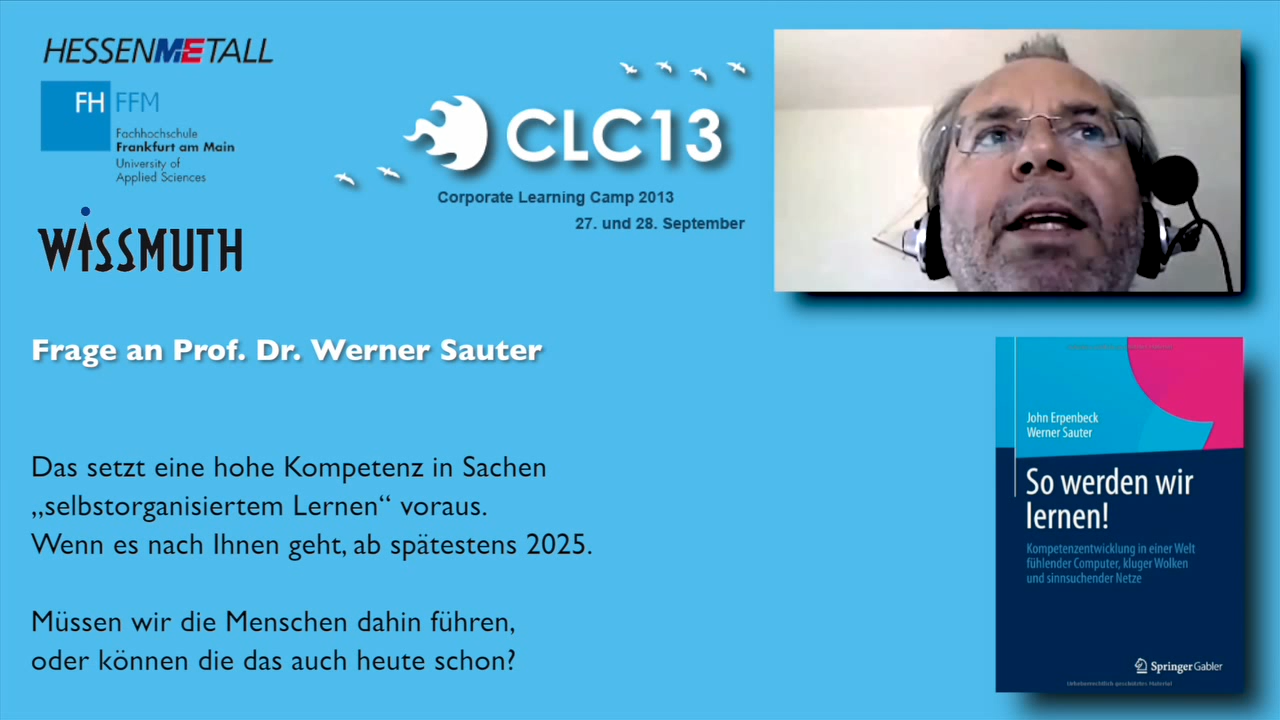 HESSENMETALL
FH FFM
Fachhochschule
Frankfurt am Main
University of
Applied Sciences
WISSMUTH
CLC13
Corporate Learning Camp 2013
27. und 28. September
Frage an Prof. Dr. Werner Sauter
Das setzt eine hohe Kompetenz in Sachen
„selbstorganisiertem Lernen“ voraus.
Wenn es nach Ihnen geht, ab spätestens 2025.
Müssen wir die Menschen dahin führen,
oder können die das auch heute schon?
John Erpenbeck
Werner Sauter
So werden wir
lernen!
Kompetenzentwicklung in einer Welt
fühlender Computer, kluger Wolken
und sinnsuchender Netze
Springer Gabler
Urheberrechtlich geschütztes Material